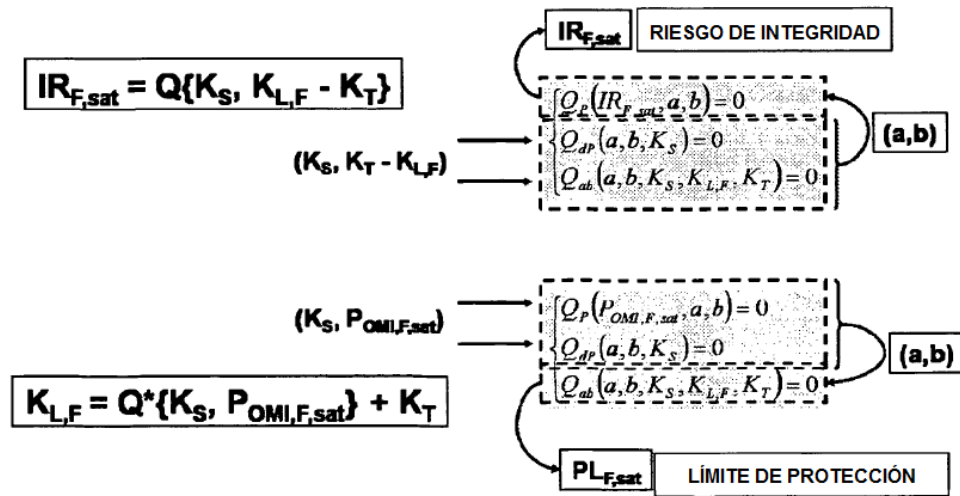 IR_F,sat RIESGO DE INTEGRIDAD
IR_F,sat = Q{K_S, K_L,F - K_T}
Q_P(IR_F,sat, a, b) = 0
(a,b)
(K_S, K_T - K_L,F)
Q_dP(a, b, K_S) = 0
Q_ab(a, b, K_S, K_L,F, K_T) = 0
(K_S, P_OMI,F,sat)
Q_P(P_OMI,F,sat, a, b) = 0
Q_dP(a, b, K_S) = 0
(a,b)
K_L,F = Q*{K_S, P_OMI,F,sat} + K_T
Q_ab(a, b, K_S, K_L,F, K_T) = 0
PL_F,sat LÍMITE DE PROTECCIÓN